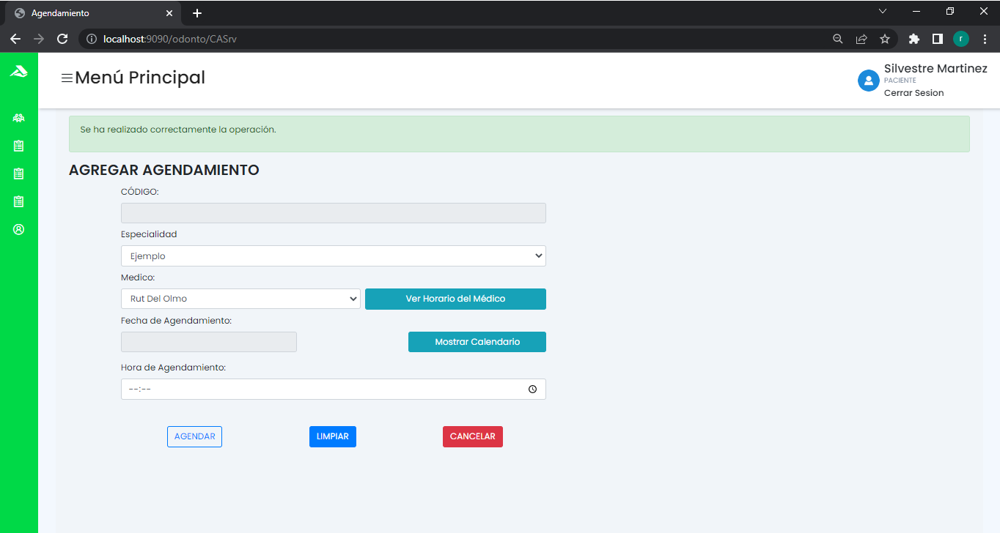 Agendamiento
localhost:9090/odonto/CASrv
r
Menú Principal
Silvestre Martinez
PACIENTE
Cerrar Sesion
Se ha realizado correctamente la operación.
AGREGAR AGENDAMIENTO
CÓDIGO:
Especialidad
Ejemplo
Medico:
Rut Del Olmo
Ver Horario del Médico
Fecha de Agendamiento:
Mostrar Calendario
Hora de Agendamiento:
--:--
AGENDAR
LIMPIAR
CANCELAR